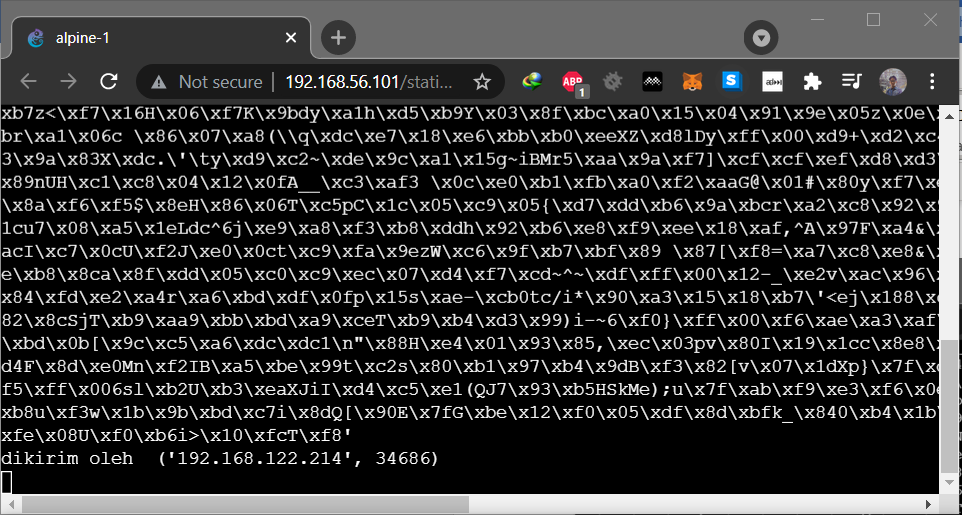 alpine-1
Not secure | 192.168.56.101/stati...
ABP
1
xb7z<\xf7\x16H\x06\xf7K\x9bdy\xa1h\xd5\xb9Y\x03\x8f\xbc\xa0\x15\x04\x91\x9e\x05z\x0e\
br\xa1\x06c \x86\x07\xa8(\\q\xdc\xe7\x18\xe6\xbb\xb0\xeeXZ\xd8lDy\xff\x00\xd9+\xd2\xc
3\x9a\x83X\xdc.\'\ty\xd9\xc2~\xde\x9c\xa1\x15g~iBMr5\xaa\x9a\xf7]\xcf\xcf\xef\xd8\xd3\
x89nUH\xc1\xc8\x04\x12\x0fA__\xc3\xaf3 \x0c\xe0\xb1\xfb\xa0\xf2\xaaG@\x01#\x80y\xf7\xe
\x8a\xf6\xf5$\x8eH\x86\x06T\xc5pC\x1c\x05\xc9\x05{\xd7\xdd\xb6\x9a\xbcr\xa2\xc8\x92\x9
1cu7\x08\xa5\x1eLdc^6j\xe9\xa8\xf3\xb8\xddh\x92\xb6\xe8\xf9\xee\x18\xaf,^A\x97F\xa4&\x
acI\xc7\x0cU\xf2J\xe0\x0ct\xc9\xfa\x9ezW\xc6\x9f\xb7\xbf\x89 \x87[\xf8=\xa7\xc8\xe8&\
e\xb8\x8ca\x8f\xdd\x05\xc0\xc9\xec\x07\xd4\xf7\xcd~^~\xdf\xff\x00\x12-_\xe2v\xac\x96\x
x84\xfd\xe2\xa4r\xa6\xbd\xdf\x0fp\x15s\xae-\xcb0tc/i*\x90\xa3\x15\x18\xb7\'<ej\x188\x
82\x8cSjT\xb9\xaa9\xbb\xbd\xa9\xceT\xb9\xb4\xd3\x99)i-~6\xf0}\xff\x00\xf6\xae\xa3\xaf\
\xbd\x0b[\x9c\xc5\xa6\xdc\xdc1\n"\x88H\xe4\x01\x93\x85,\xec\x03pv\x80I\x19\x1cc\x8e8\
d4F\x8d\xe0Mn\xf2IB\xa5\xbe\x99t\xc2s\x80\xb1\x97\xb4\x9dB\xf3\x82[v\x07\x1dXp}\x7f\x
f5\xff\x006sl\xb2U\xb3\xeaXJiI\xd4\xc5\xe1(QJ7\x93\xb5HSkMe);u\x7f\xab\xf9\xe3\xf6\x0e
xb8u\xf3w\x1b\x9b\xbd\xc7i\x8dQ[\x90E\x7fG\xbe\x12\xf0\x05\xdf\x8d\xbfk_\x840\xb4\x1b\
xfe\x08U\xf0\xb6i>\x10\xfcT\xf8'
dikirim oleh  ('192.168.122.214', 34686)